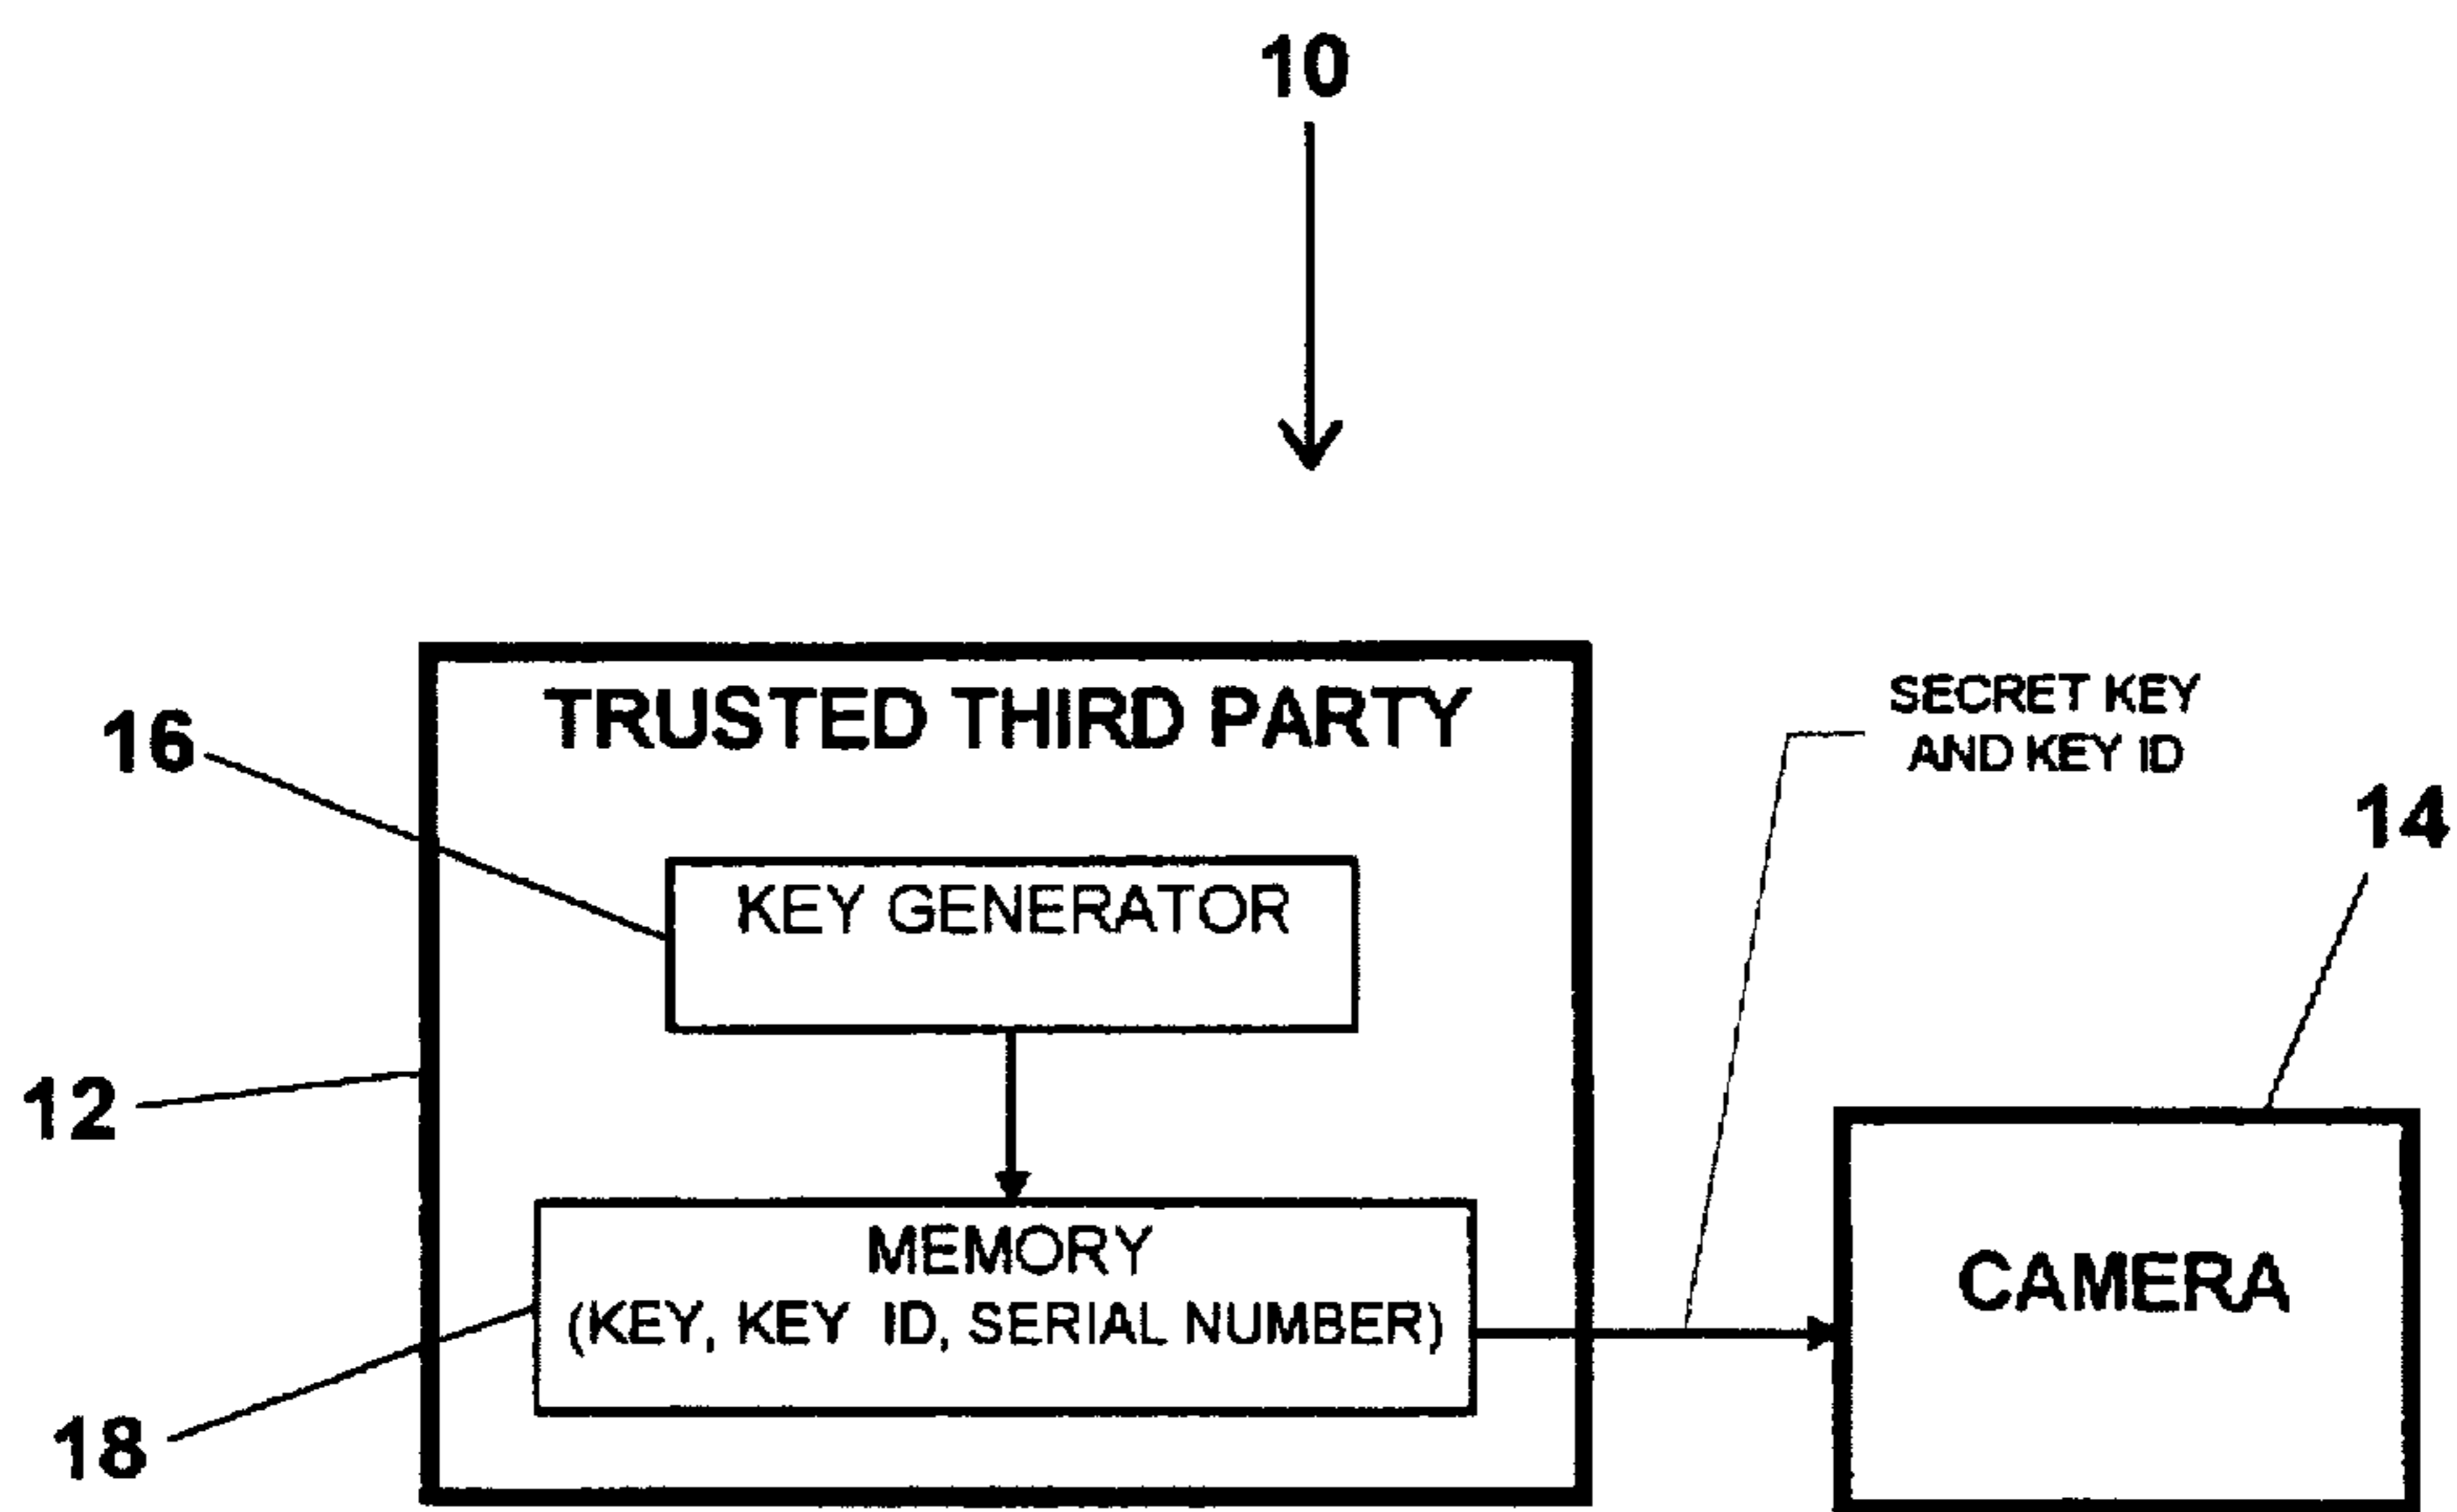 10
TRUSTED THIRD PARTY
SECRET KEY
AND KEY ID
16
14
KEY GENERATOR
12
MEMORY
(KEY, KEY ID, SERIAL NUMBER)
CAMERA
18